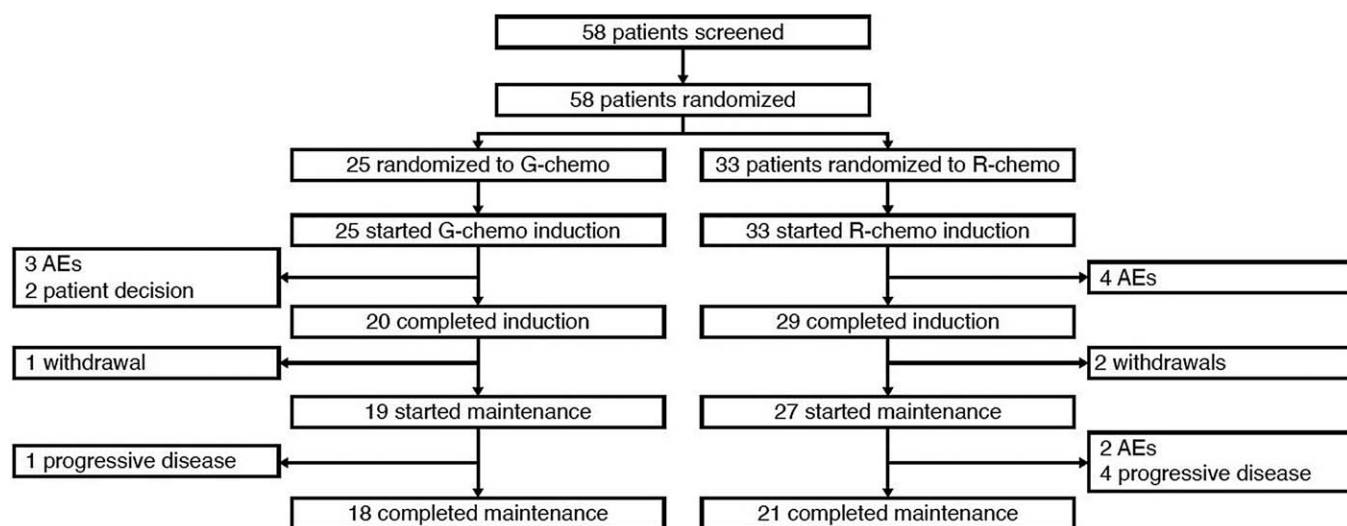 58 patients screened
58 patients randomized
25 randomized to G-chemo
33 patients randomized to R-chemo
25 started G-chemo induction
33 started R-chemo induction
3 AEs
2 patient decision
4 AEs
20 completed induction
29 completed induction
1 withdrawal
2 withdrawals
19 started maintenance
27 started maintenance
1 progressive disease
2 AEs
4 progressive disease
18 completed maintenance
21 completed maintenance